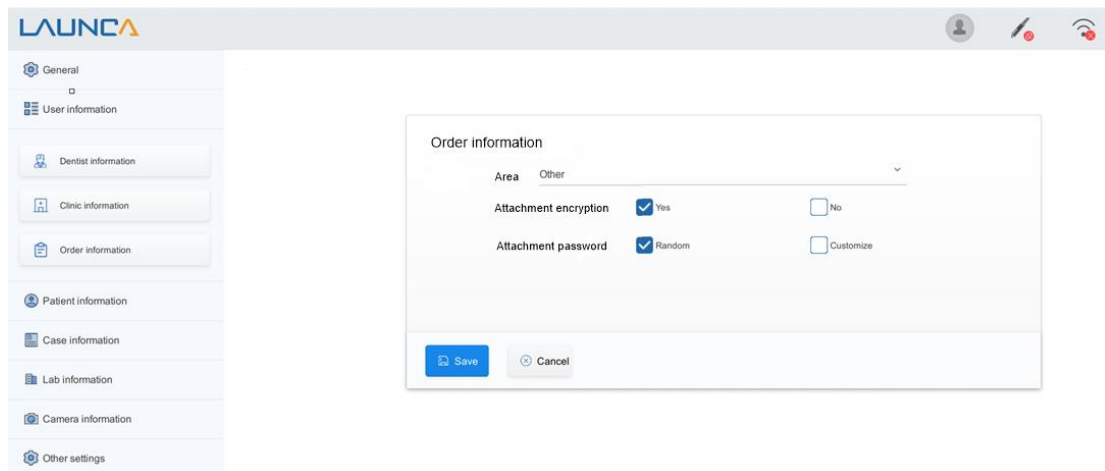 LAUNCA
General
User information
Dentist information
Clinic information
Order information
Patient information
Case information
Lab information
Camera information
Other settings
Order information
Area Other
Attachment encryption Yes No
Attachment password Random Customize
Save Cancel